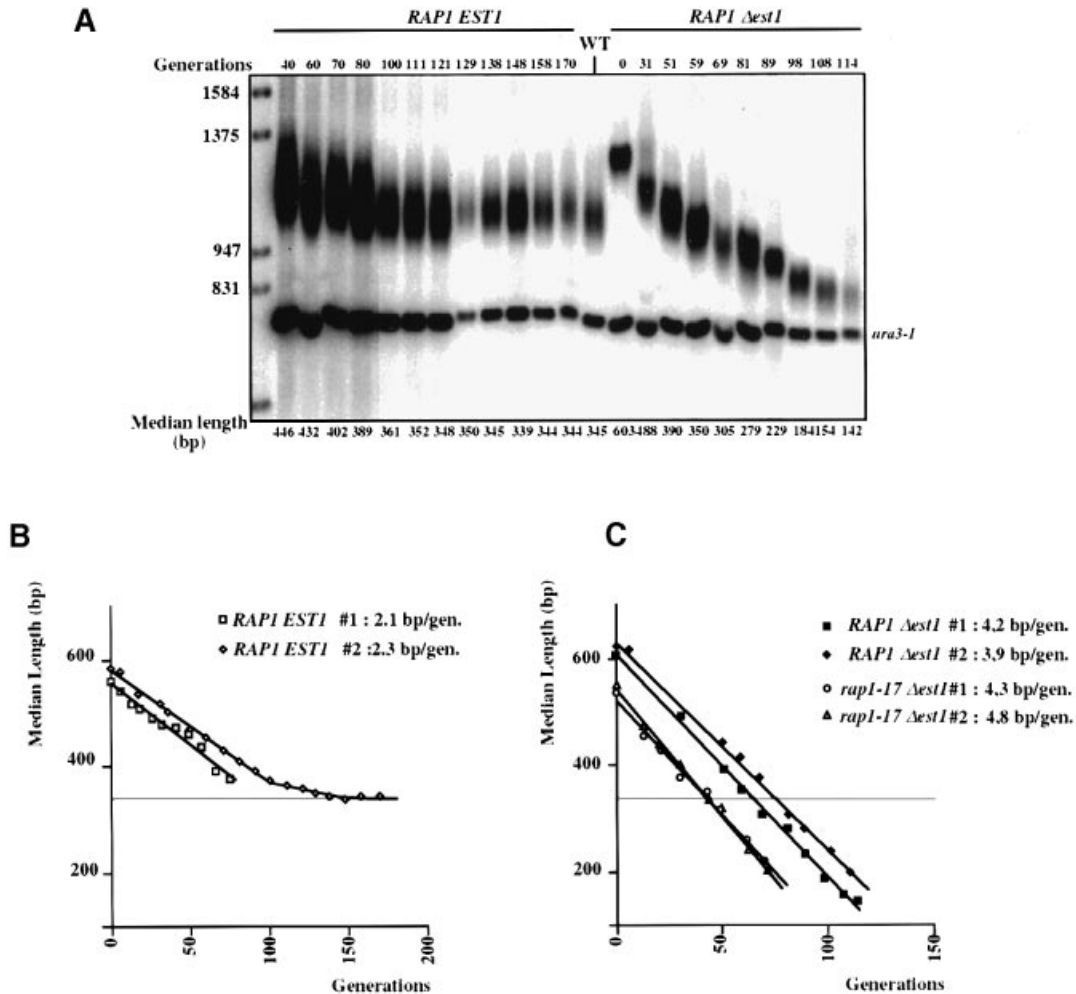 A
RAP1 EST1
RAP1 Δest1
WT
Generations 40 60 70 80 100 111 121 129 138 148 158 170 0 31 51 59 69 81 89 98 108 114
1584
1375
947
831
ura3-1
Median length
(bp)
446 432 402 389 361 352 348 350 345 339 344 344 345 603 488 390 350 305 279 229 184 154 142
B
Median Length (bp)
RAP1 EST1 #1 : 2.1 bp/gen.
RAP1 EST1 #2 :2.3 bp/gen.
600
400
200
0
50
100
150
200
Generations
C
Median Length (bp)
RAP1 Δest1 #1 : 4,2 bp/gen.
RAP1 Δest1 #2 : 3,9 bp/gen.
rap1-17 Δest1#1 : 4,3 bp/gen.
rap1-17 Δest1#2 : 4,8 bp/gen.
600
400
200
0
50
100
150
Generations